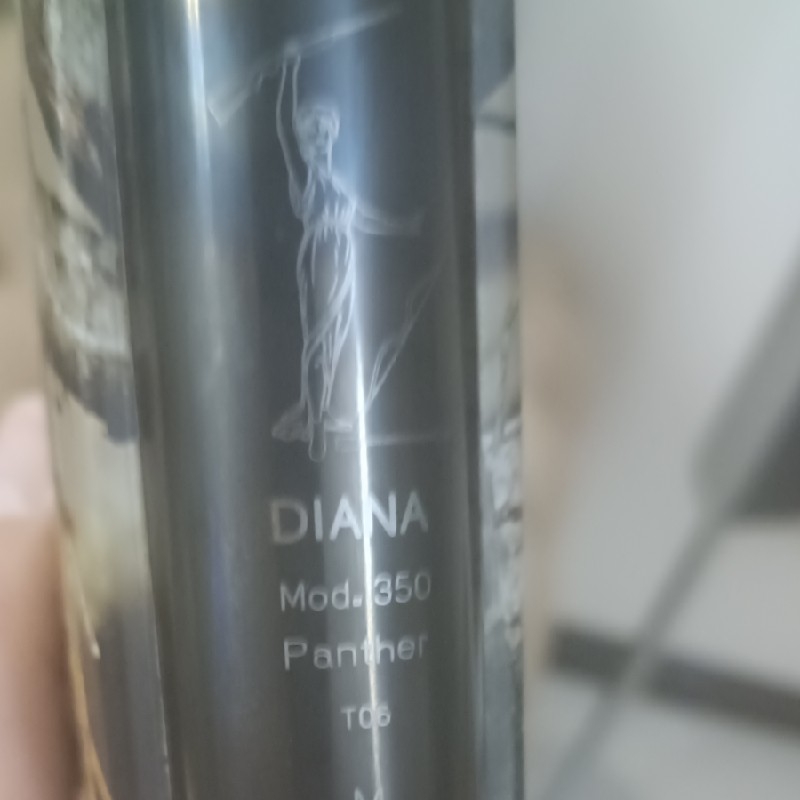 DIANA
Mod. 350
Panther
T06